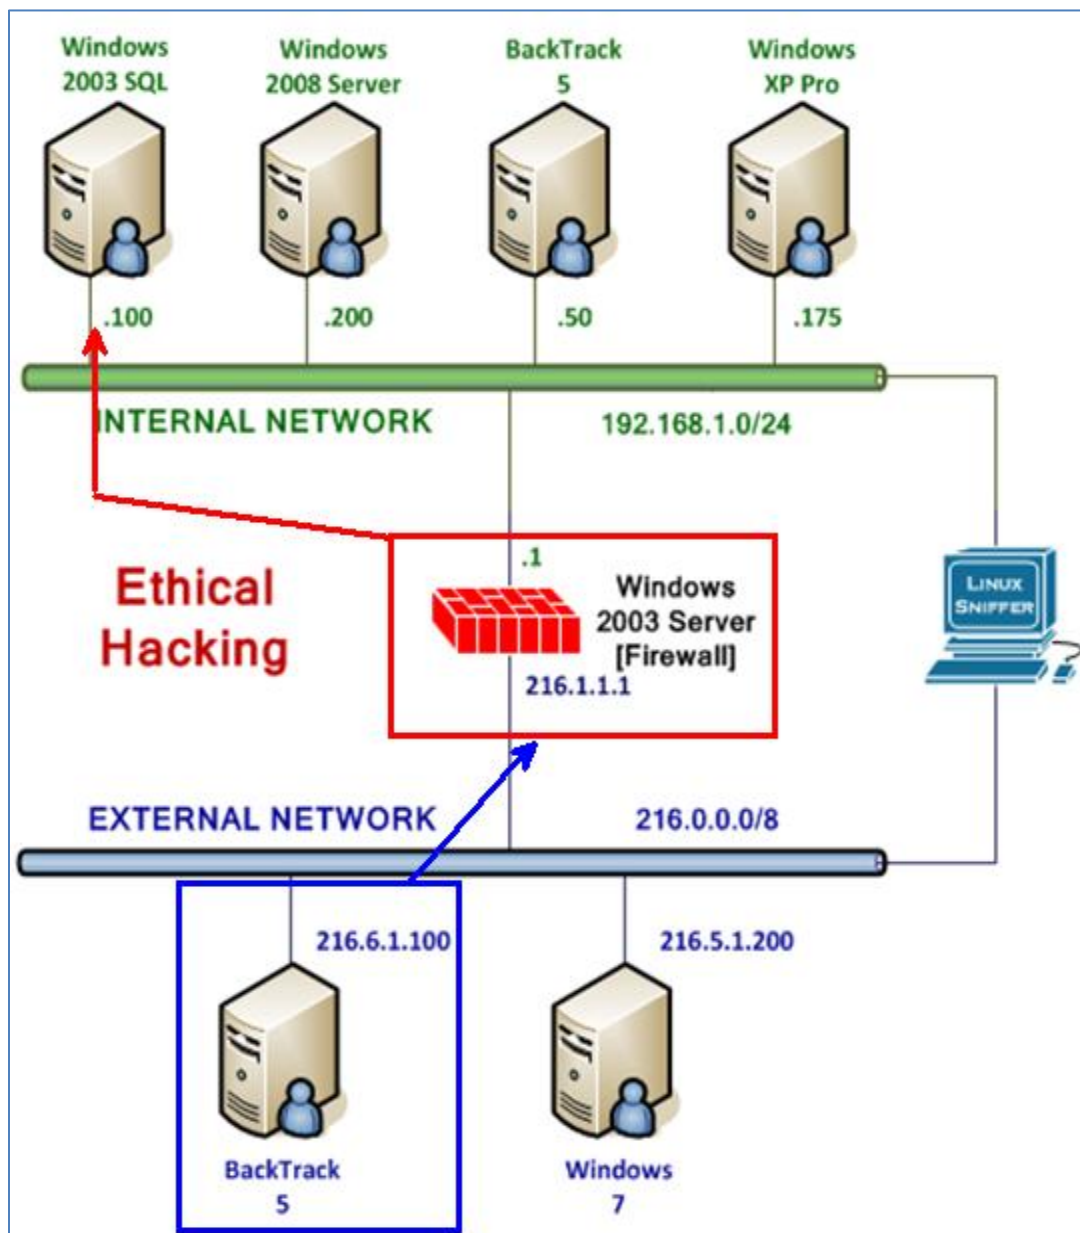 Windows
2003 SQL
Windows
2008 Server
BackTrack
5
Windows
XP Pro
.100
.200
.50
.175
INTERNAL NETWORK
192.168.1.0/24
Ethical
Hacking
.1
Windows
2003 Server
[Firewall]
216.1.1.1
LINUX
SNIFFER
EXTERNAL NETWORK
216.0.0.0/8
216.6.1.100
216.5.1.200
BackTrack
5
Windows
7